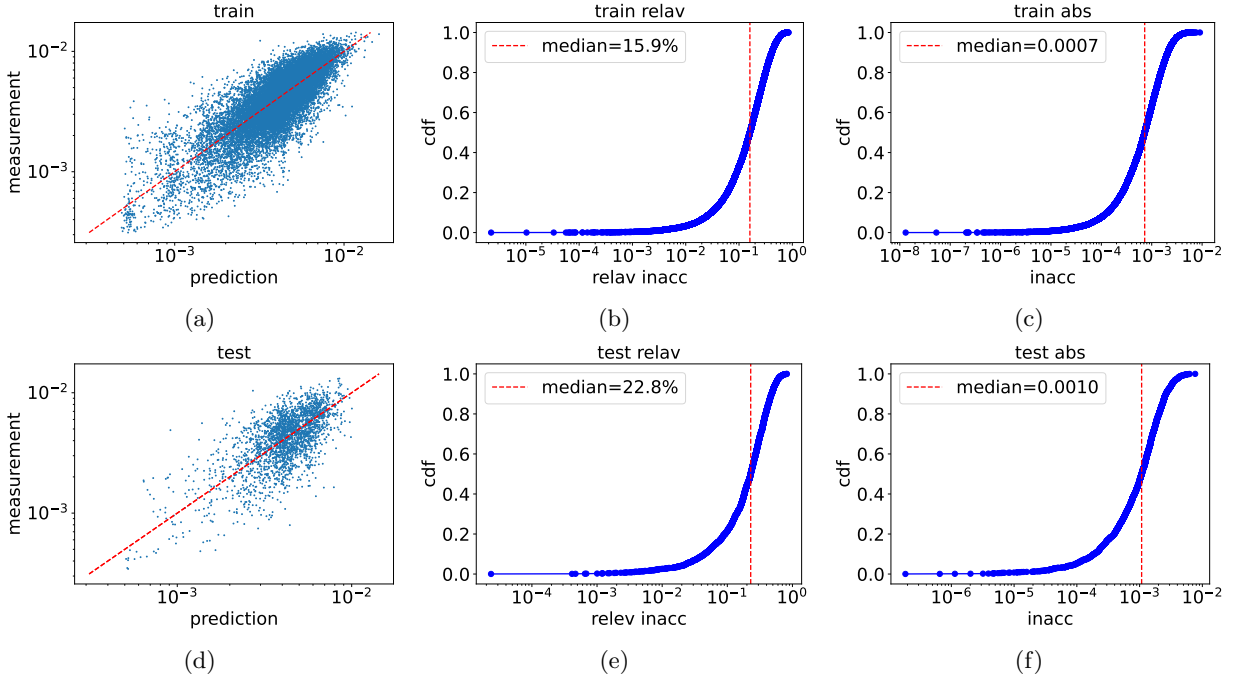 train
10⁻²
10⁻³
measurement
10⁻³ 10⁻²
prediction
(a)
train relav
median=15.9%
1.0
0.8
0.6
0.4
0.2
0.0
cdf
10⁻⁵ 10⁻⁴ 10⁻³ 10⁻² 10⁻¹ 10⁰
relav inacc
(b)
train abs
median=0.0007
1.0
0.8
0.6
0.4
0.2
0.0
cdf
10⁻⁸ 10⁻⁷ 10⁻⁶ 10⁻⁵ 10⁻⁴ 10⁻³ 10⁻²
inacc
(c)
test
10⁻²
10⁻³
measurement
10⁻³ 10⁻²
prediction
(d)
test relav
median=22.8%
1.0
0.8
0.6
0.4
0.2
0.0
cdf
10⁻⁴ 10⁻³ 10⁻² 10⁻¹ 10⁰
relev inacc
(e)
test abs
median=0.0010
1.0
0.8
0.6
0.4
0.2
0.0
cdf
10⁻⁶ 10⁻⁵ 10⁻⁴ 10⁻³ 10⁻²
inacc
(f)